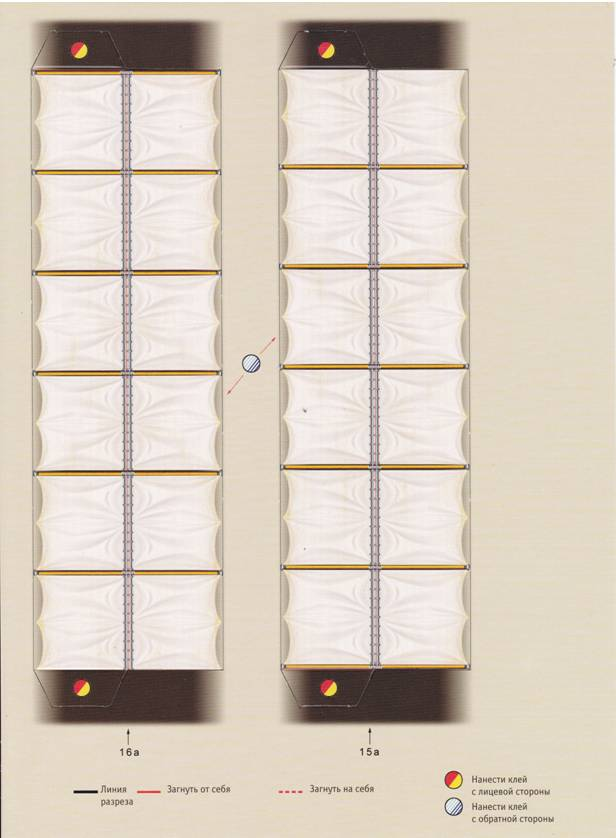 16а
15а
Линия
разреза
Загнуть от себя
Загнуть на себя
Нанести клей
с лицевой стороны
Нанести клей
с обратной стороны